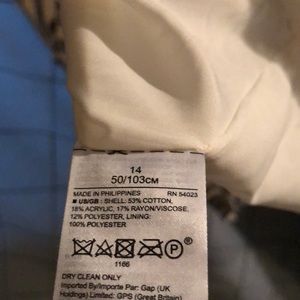 14
50/103CM
MADE IN PHILIPPINES RN 54023
■ US/GB : SHELL: 53% COTTON,
18% ACRYLIC, 17% RAYON/VISCOSE,
12% POLYESTER, LINING:
100% POLYESTER
P
1166
DRY CLEAN ONLY
Imported by/Importe Par: Gap (UK
Holdings) Limited: GPS (Great Britain)